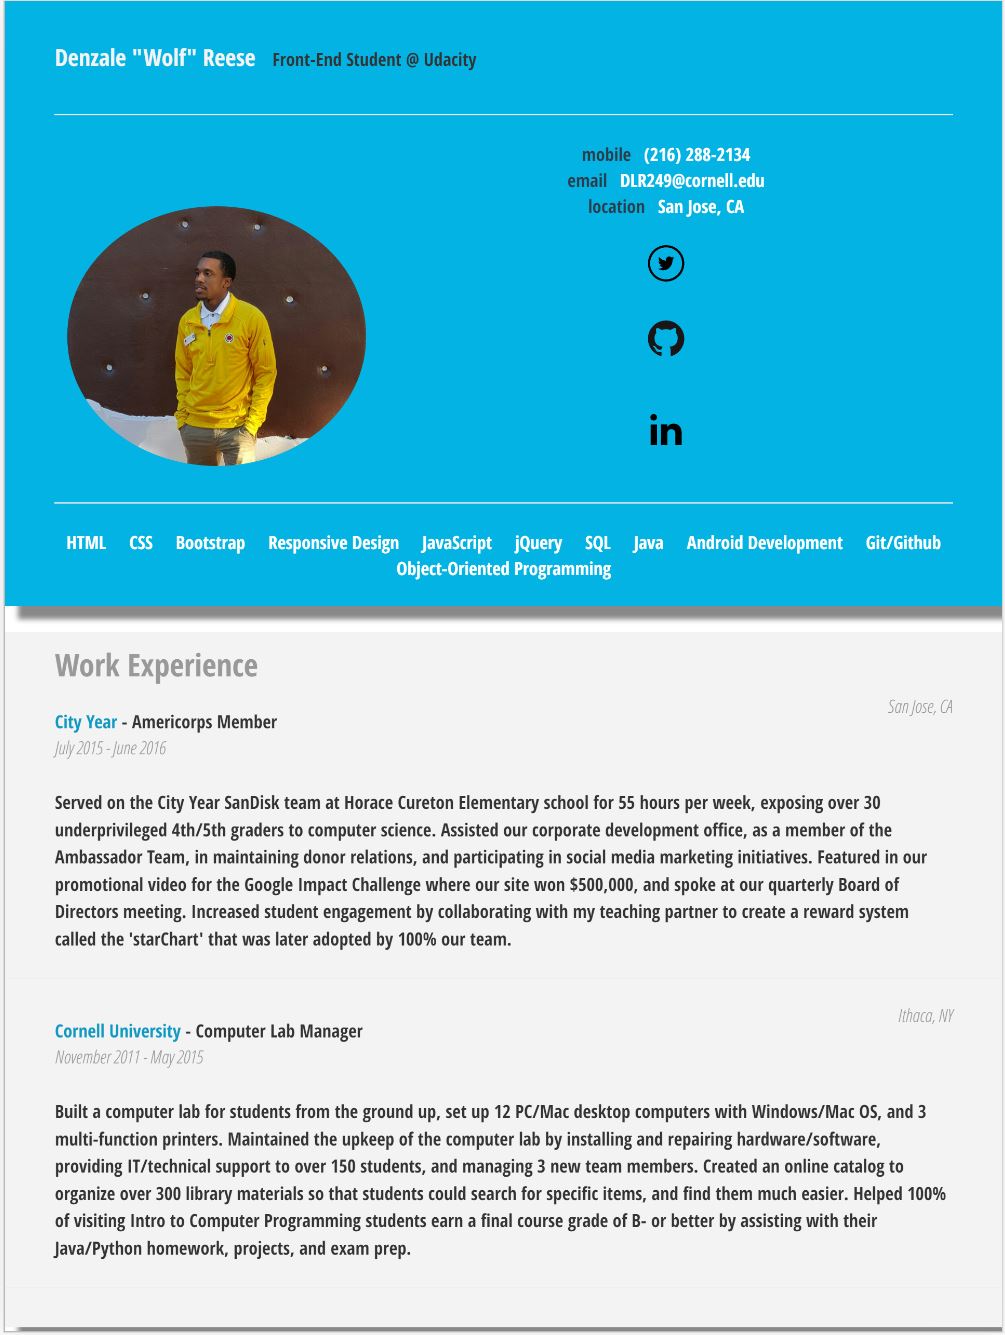 Denzale "Wolf" Reese Front-End Student @ Udacity
mobile (216) 288-2134
email DLR249@cornell.edu
location San Jose, CA
in
HTML CSS Bootstrap Responsive Design JavaScript jQuery SQL Java Android Development Git/Github
Object-Oriented Programming
Work Experience
San Jose, CA
City Year - Americorps Member
July 2015 - June 2016
Served on the City Year SanDisk team at Horace Cureton Elementary school for 55 hours per week, exposing over 30
underprivileged 4th/5th graders to computer science. Assisted our corporate development office, as a member of the
Ambassador Team, in maintaining donor relations, and participating in social media marketing initiatives. Featured in our
promotional video for the Google Impact Challenge where our site won $500,000, and spoke at our quarterly Board of
Directors meeting. Increased student engagement by collaborating with my teaching partner to create a reward system
called the 'starChart' that was later adopted by 100% our team.
Ithaca, NY
Cornell University - Computer Lab Manager
November 2011 - May 2015
Built a computer lab for students from the ground up, set up 12 PC/Mac desktop computers with Windows/Mac OS, and 3
multi-function printers. Maintained the upkeep of the computer lab by installing and repairing hardware/software,
providing IT/technical support to over 150 students, and managing 3 new team members. Created an online catalog to
organize over 300 library materials so that students could search for specific items, and find them much easier. Helped 100%
of visiting Intro to Computer Programming students earn a final course grade of B- or better by assisting with their
Java/Python homework, projects, and exam prep.